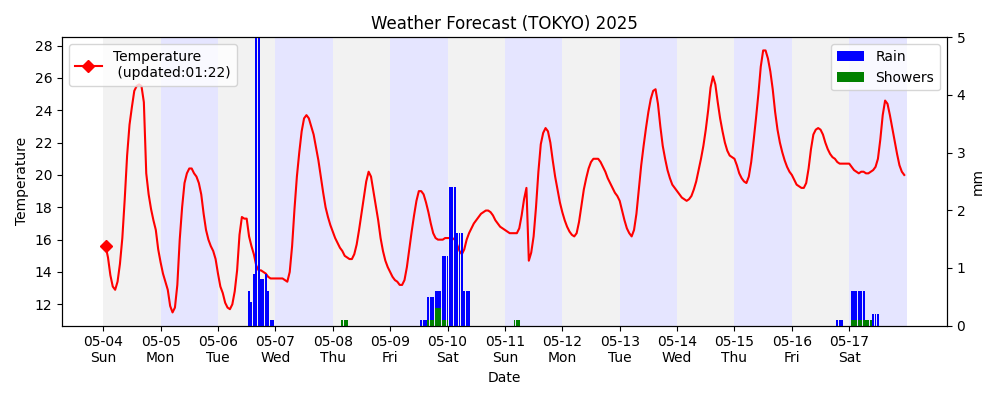 Weather Forecast (TOKYO) 2025
Temperature
(updated:01:22)
Rain
Showers
28
26
24
22
20
18
16
14
12
Temperature
5
4
3
2
1
0
mm
05-04 05-05 05-06 05-07 05-08 05-09 05-10 05-11 05-12 05-13 05-14 05-15 05-16 05-17
Sun Mon Tue Wed Thu Fri Sat Sun Mon Tue Wed Thu Fri Sat
Date